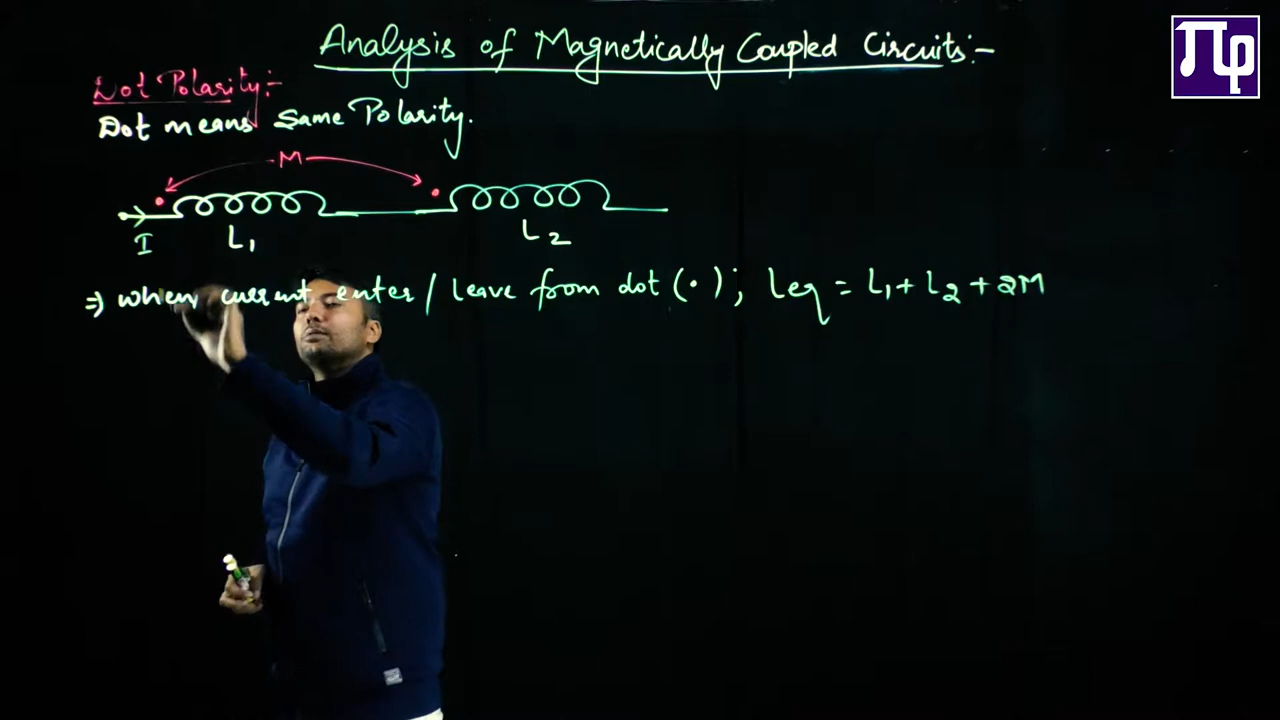 Analysis of Magnetically Coupled Circuits:-
Dot Polarity:-
Dot means Same Polarity.
M
I
L₁
L₂
⇒ when current enter / leave from dot (•); Leq = L₁ + L₂ + 2M
πφ